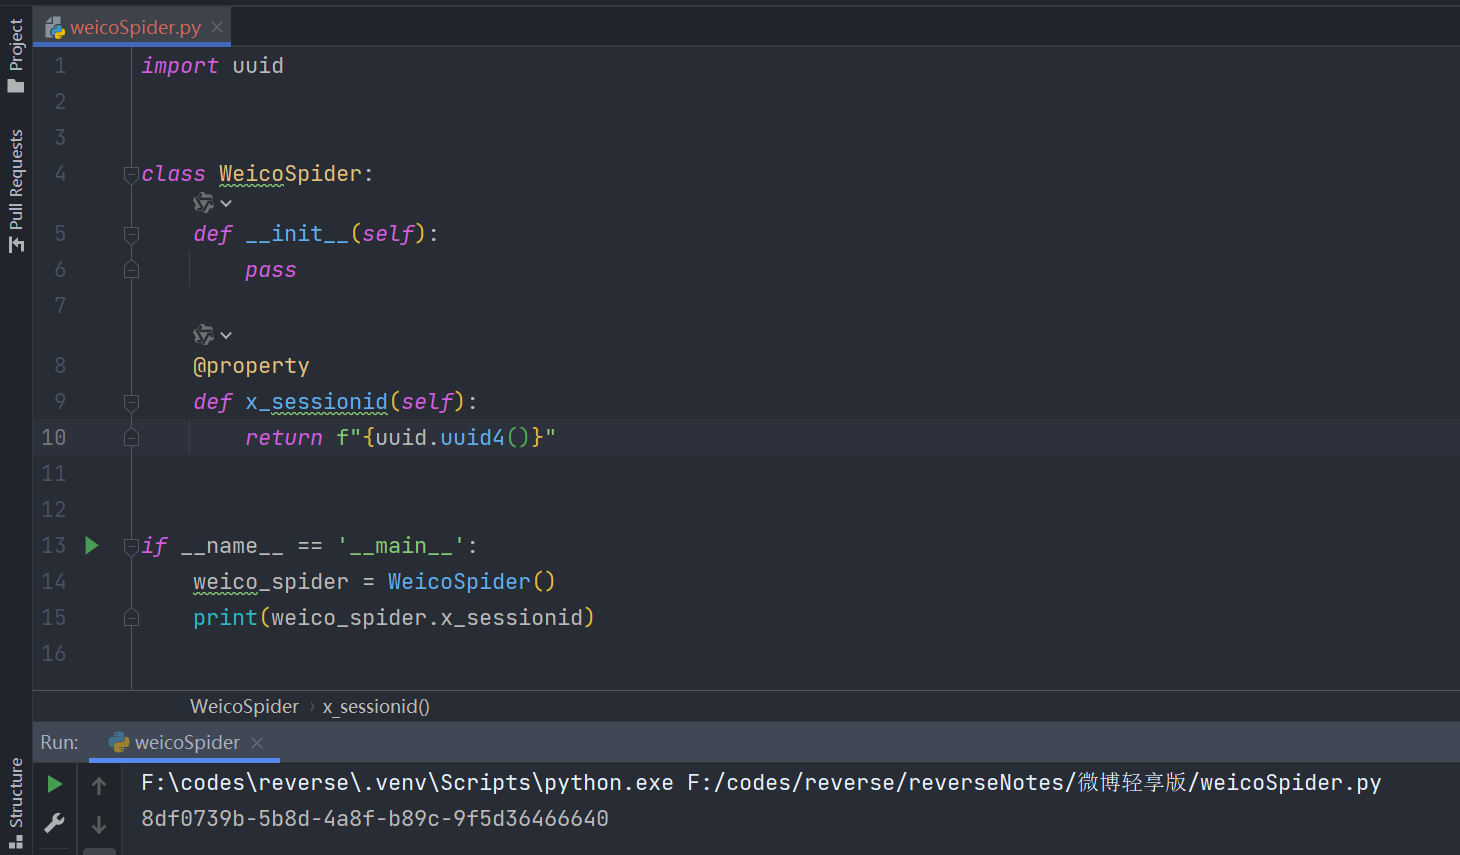 Project
Pull Requests
Structure
weicoSpider.py
1 import uuid
2
3
4 class WeicoSpider:
5 def __init__(self):
6 pass
7
8 @property
9 def x_sessionid(self):
10 return f"{uuid.uuid4()}"
11
12
13 if __name__ == '__main__':
14 weico_spider = WeicoSpider()
15 print(weico_spider.x_sessionid)
16
WeicoSpider › x_sessionid()
Run: weicoSpider
F:\codes\reverse\.venv\Scripts\python.exe F:/codes/reverse/reverseNotes/微博轻享版/weicoSpider.py
8df0739b-5b8d-4a8f-b89c-9f5d36466640